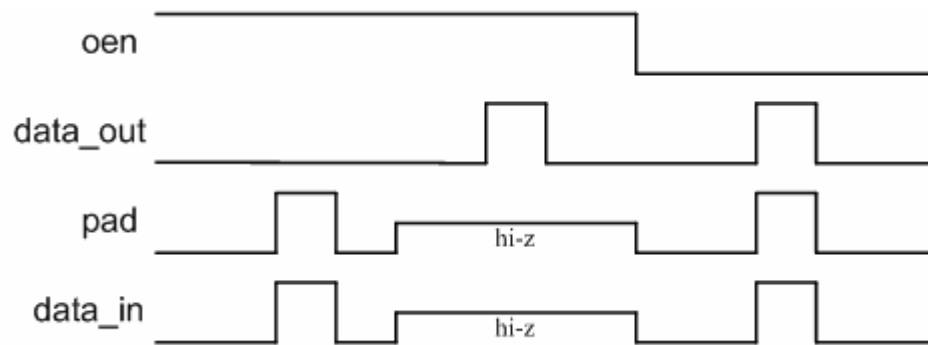 oen
data_out
pad
hi-z
data_in
hi-z